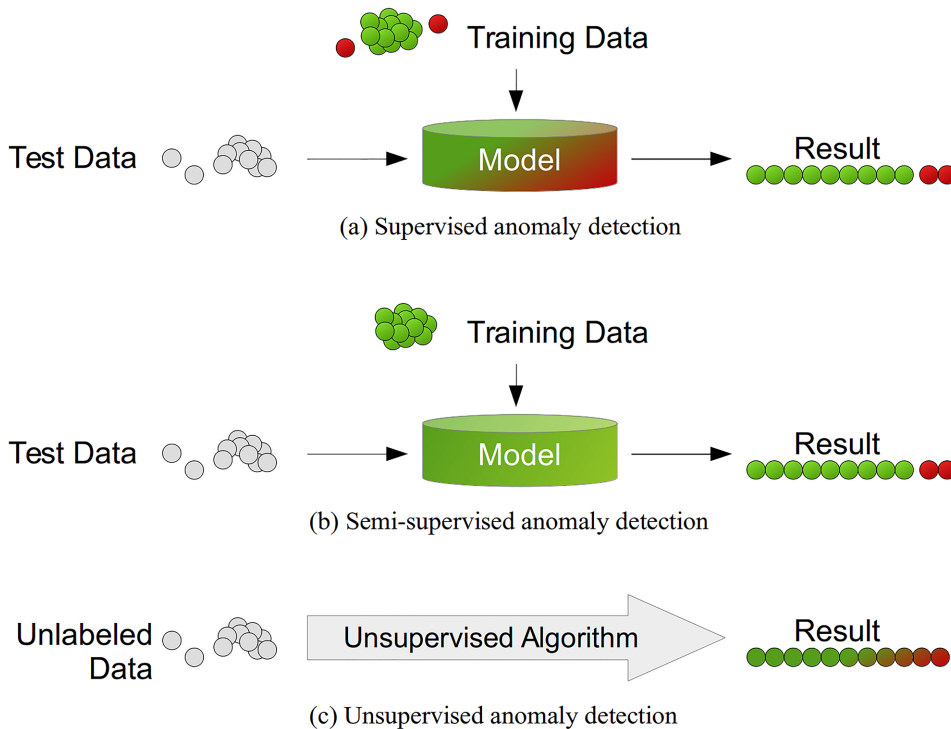 Training Data
Test Data
Model
Result
(a) Supervised anomaly detection
Training Data
Test Data
Model
Result
(b) Semi-supervised anomaly detection
Unlabeled
Data
Unsupervised Algorithm
Result
(c) Unsupervised anomaly detection